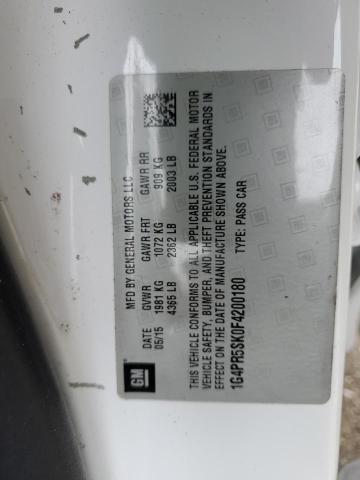 GM
MFD BY GENERAL MOTORS LLC
DATE GVWR GAWR FRT GAWR RR
05/15 1981 KG 1072 KG 909 KG
4365 LB 2362 LB 2003 LB
THIS VEHICLE CONFORMS TO ALL APPLICABLE U.S. FEDERAL MOTOR
VEHICLE SAFETY, BUMPER, AND THEFT PREVENTION STANDARDS IN
EFFECT ON THE DATE OF MANUFACTURE SHOWN ABOVE.
1G4PR5SK0F4200180 TYPE: PASS CAR